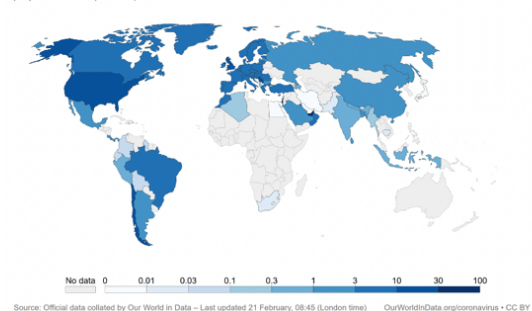 No data 0 0.01 0.03 0.1 0.3 1 3 10 30 100
Source: Official data collated by Our World in Data – Last updated 21 February, 08:45 (London time) OurWorldInData.org/coronavirus • CC BY